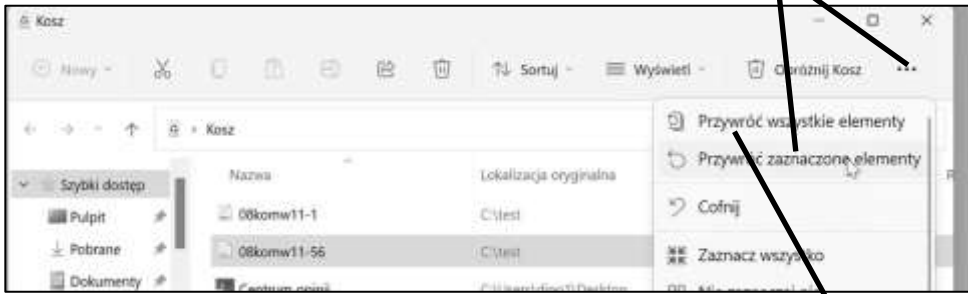 Kosz
Nowy
Sortuj
Wyświetl
Opróżnij Kosz
Kosz
Przywróć wszystkie elementy
Przywróć zaznaczone elementy
Cofnij
Zaznacz wszystko
Szybki dostęp
Nazwa
Lokalizacja oryginalna
Pulpit
08komw11-1
C:\test
Pobrane
08komw11-56
C:\test
Dokumenty
Centrum opinii